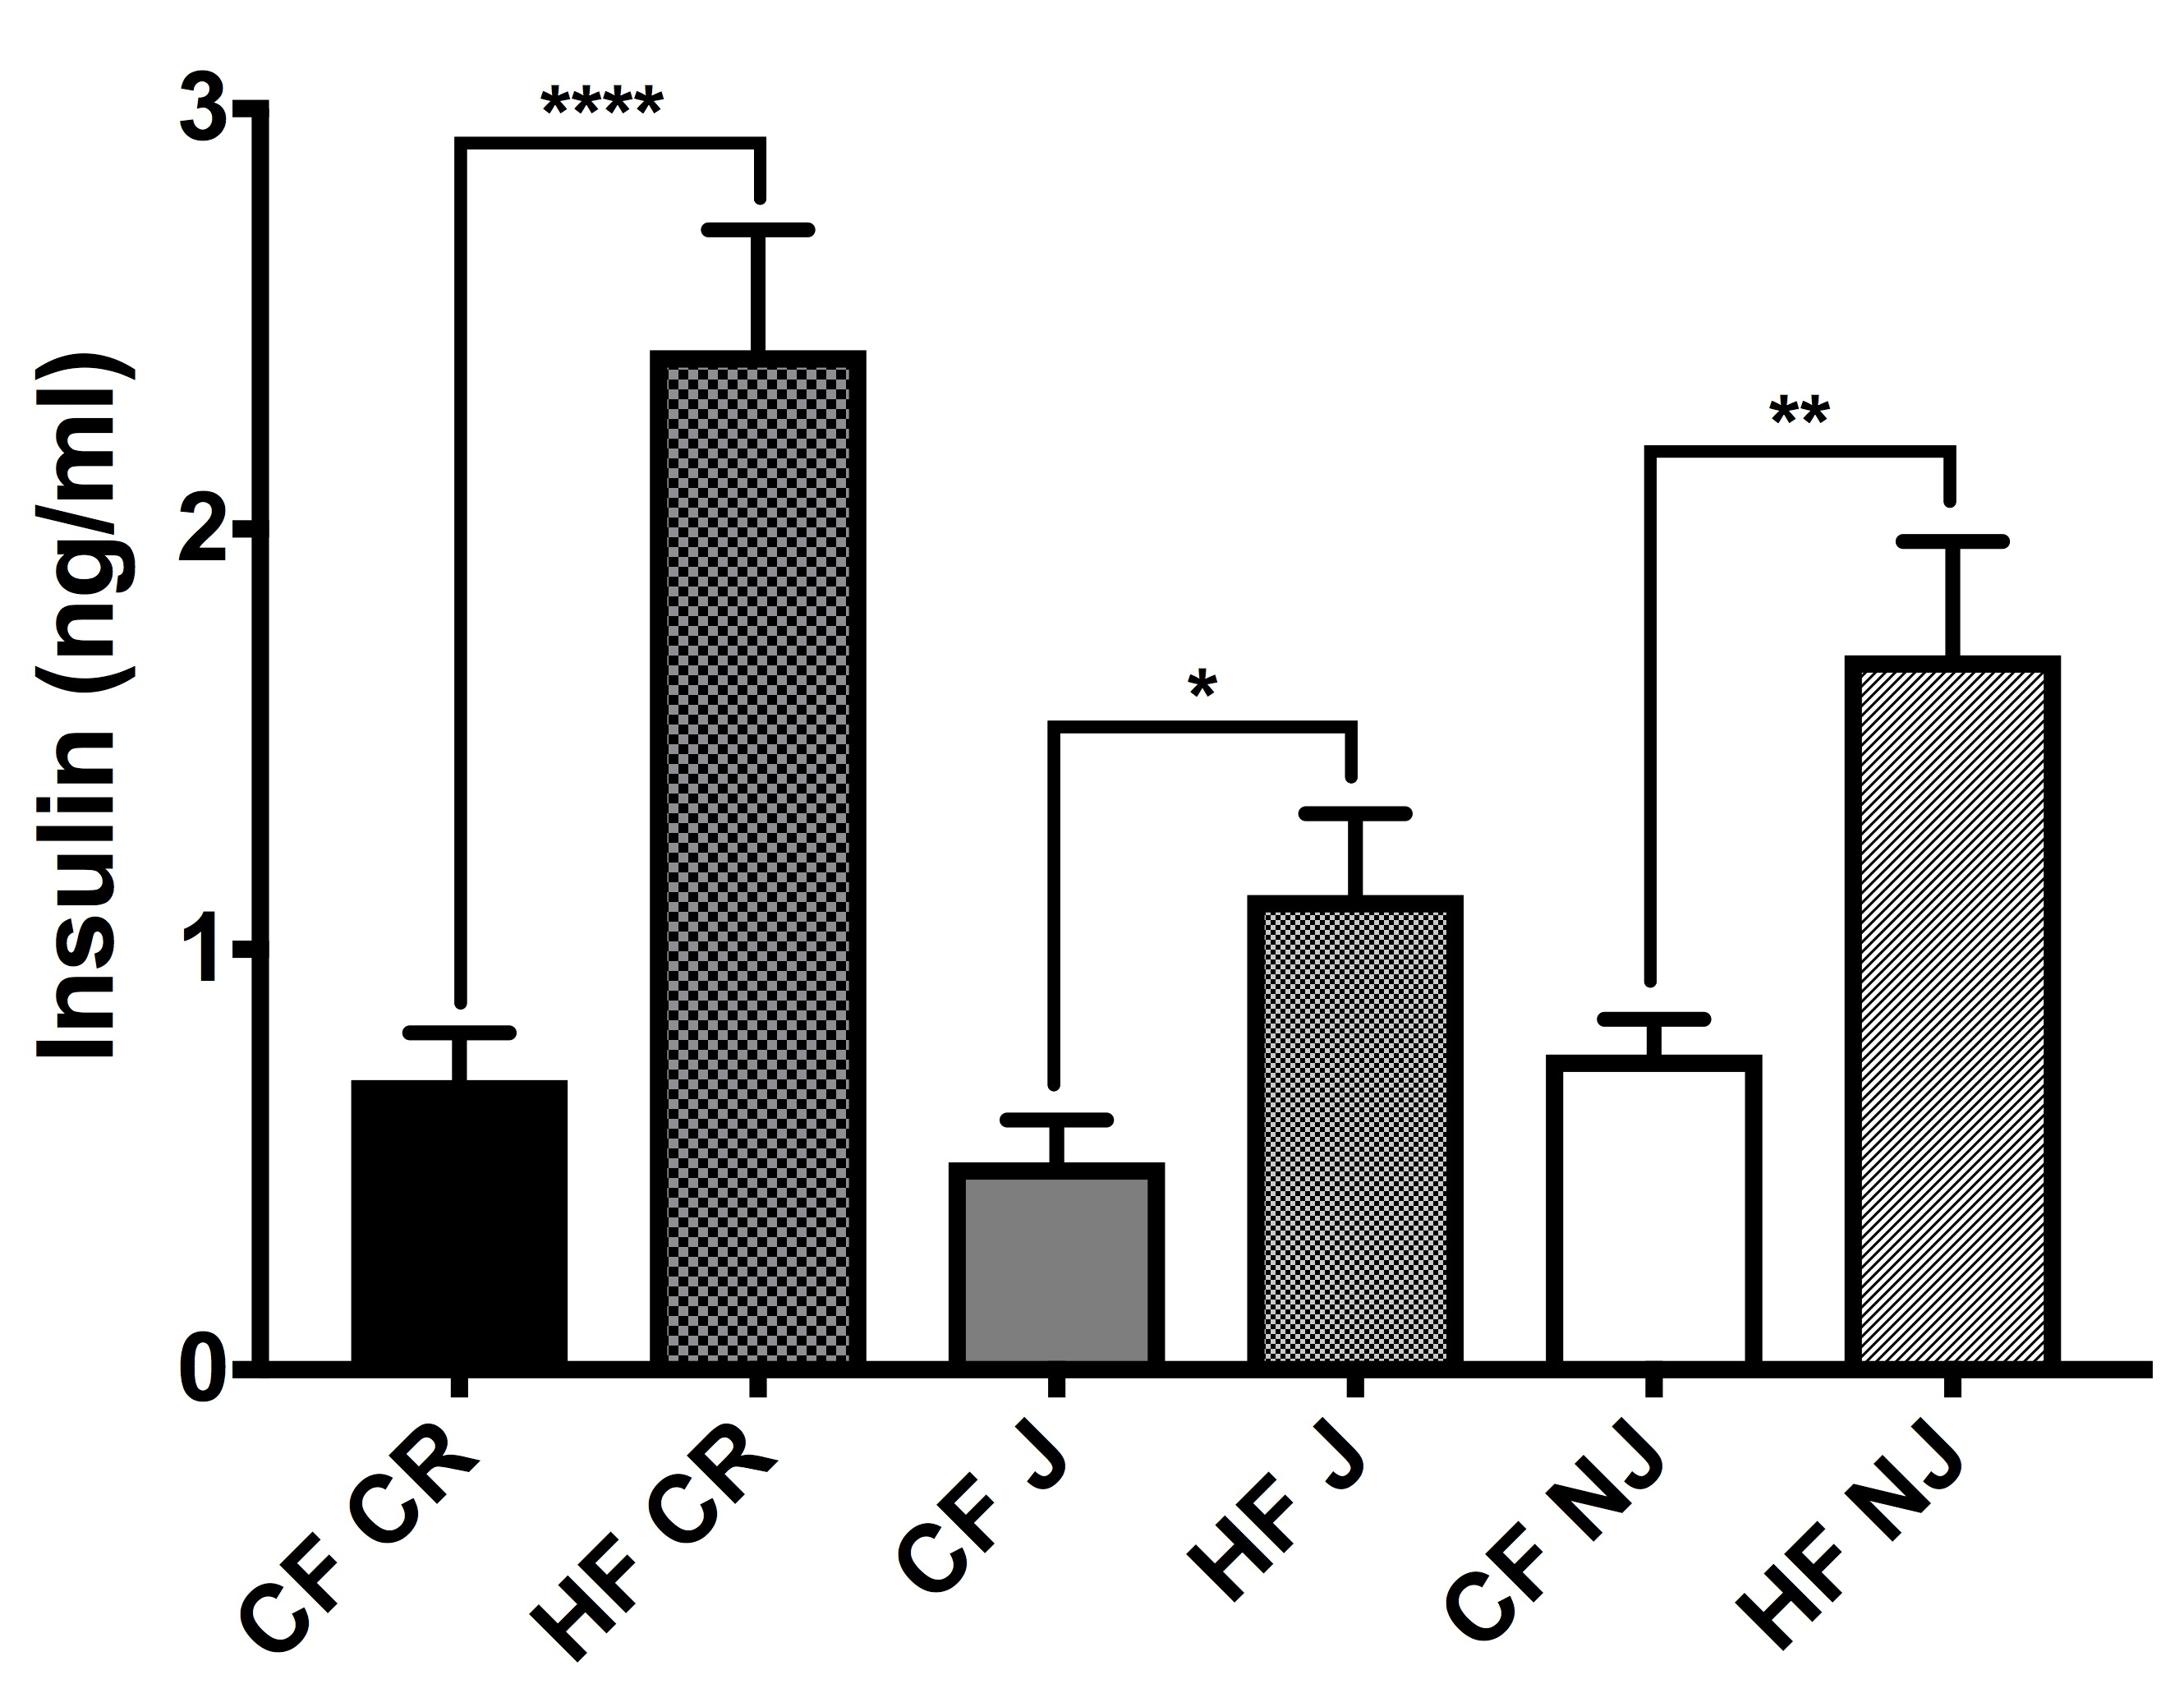 Insulin (ng/ml)
3
2
1
0
****
*
**
CF CR
HF CR
CF J
HF J
CF NJ
HF NJ